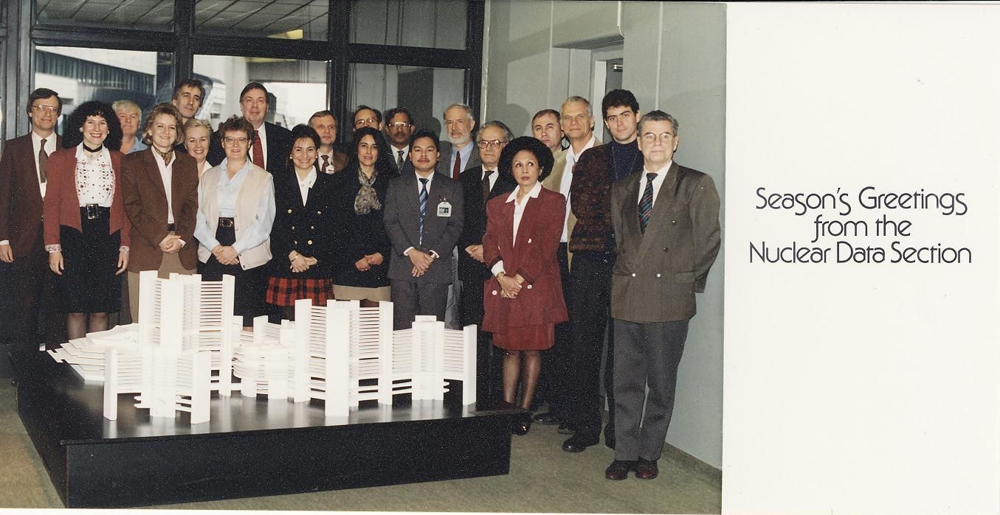 Season's Greetings
from the
Nuclear Data Section